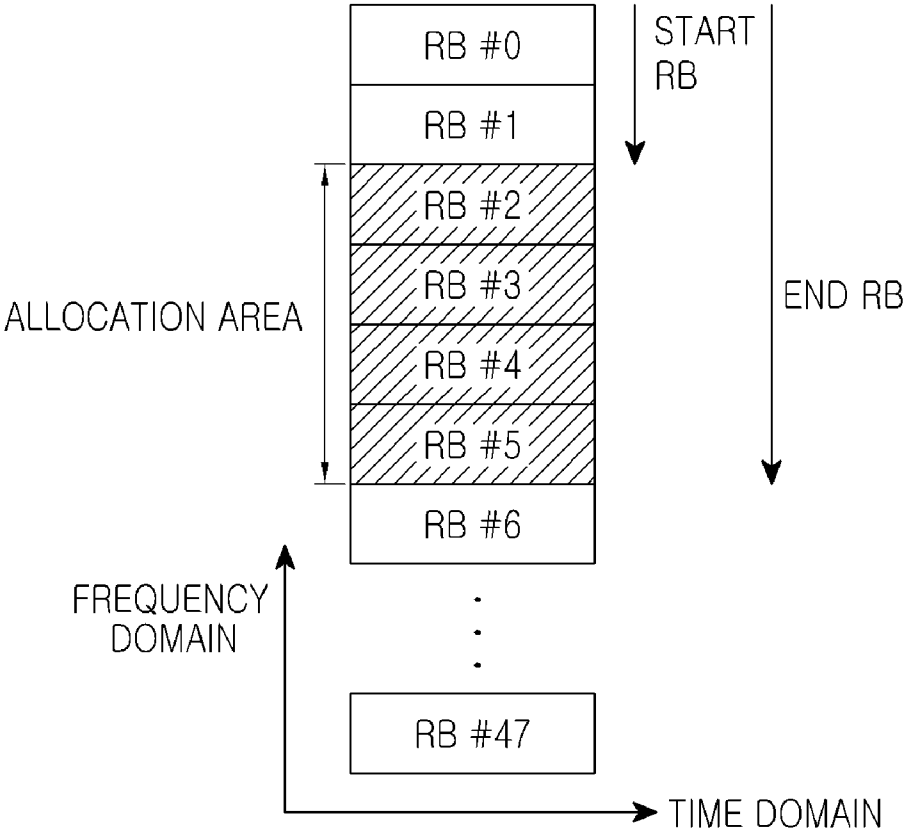 RB #0
START
RB
RB #1
RB #2
RB #3
END RB
ALLOCATION AREA
RB #4
RB #5
RB #6
FREQUENCY
DOMAIN
RB #47
TIME DOMAIN